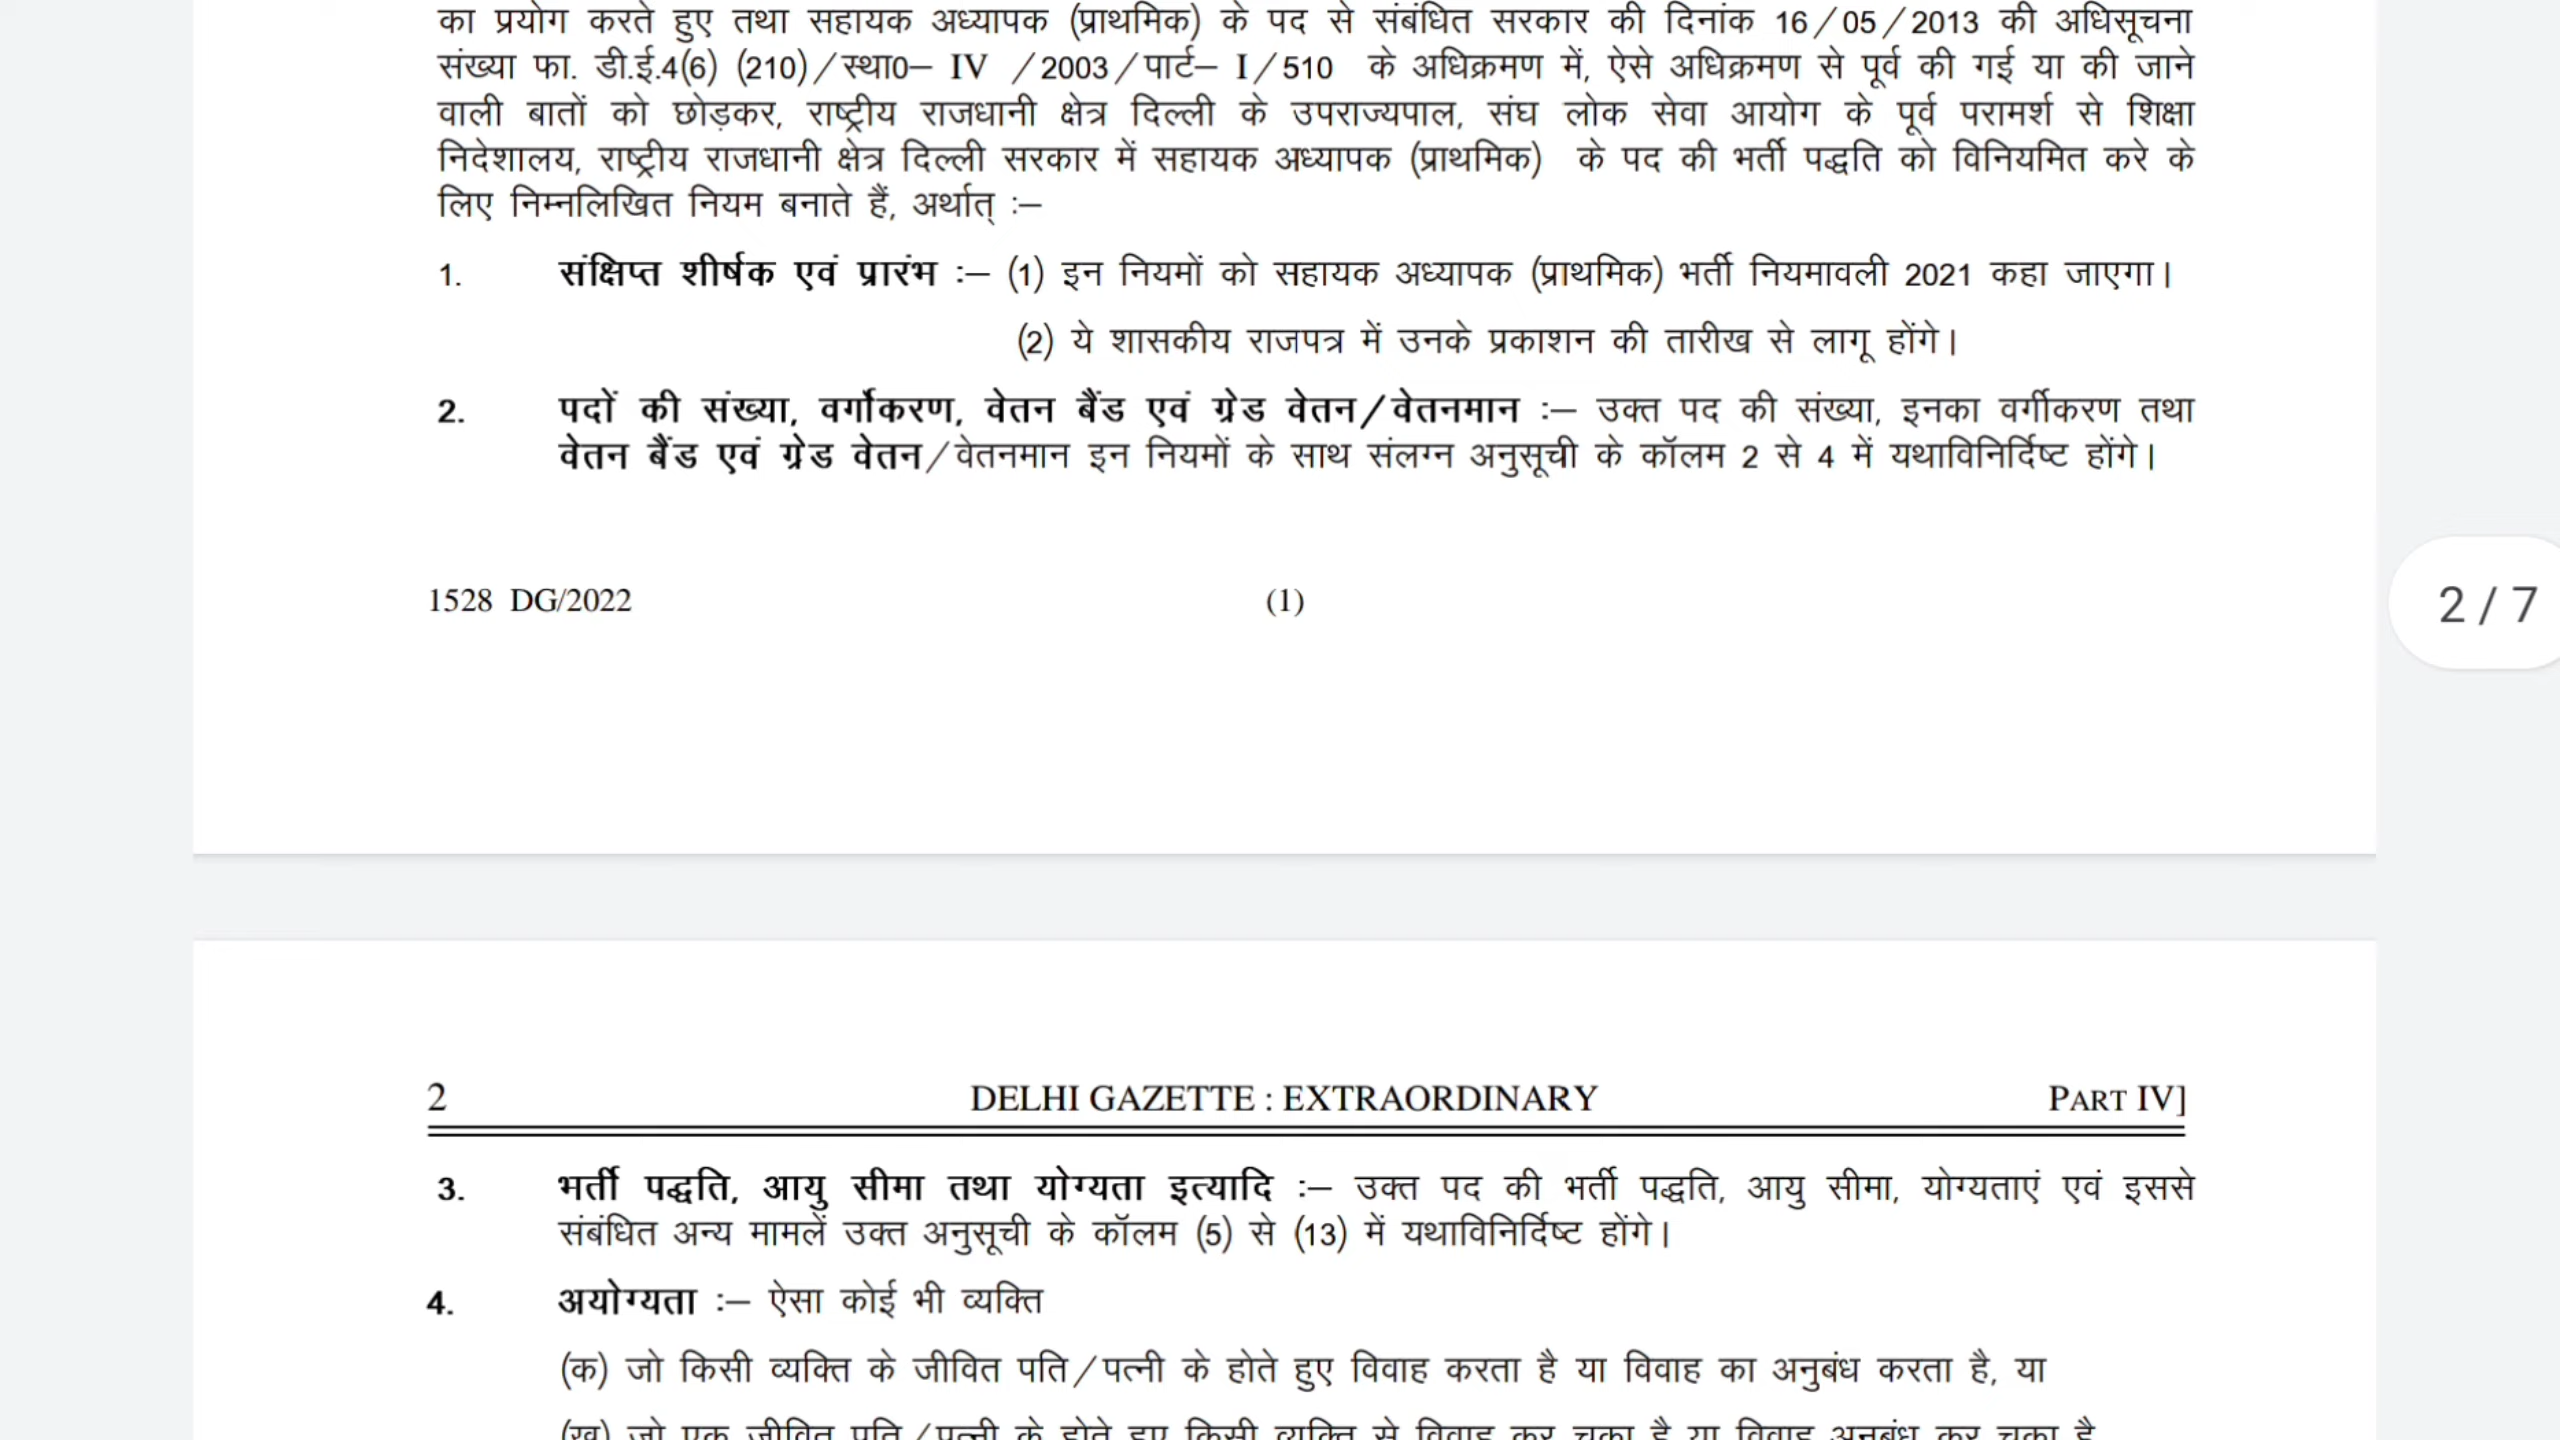 का प्रयोग करते हुए तथा सहायक अध्यापक (प्राथमिक) के पद से संबंधित सरकार की दिनांक 16/05/2013 की अधिसूचना
संख्या फा. डी.ई.4(6) (210)/स्था0– IV /2003/पार्ट– I/510 के अधिक्रमण में, ऐसे अधिक्रमण से पूर्व की गई या की जाने
वाली बातों को छोड़कर, राष्ट्रीय राजधानी क्षेत्र दिल्ली के उपराज्यपाल, संघ लोक सेवा आयोग के पूर्व परामर्श से शिक्षा
निदेशालय, राष्ट्रीय राजधानी क्षेत्र दिल्ली सरकार में सहायक अध्यापक (प्राथमिक) के पद की भर्ती पद्धति को विनियमित करे के
लिए निम्नलिखित नियम बनाते हैं, अर्थात् :–
1. संक्षिप्त शीर्षक एवं प्रारंभ :– (1) इन नियमों को सहायक अध्यापक (प्राथमिक) भर्ती नियमावली 2021 कहा जाएगा।
(2) ये शासकीय राजपत्र में उनके प्रकाशन की तारीख से लागू होंगे।
2. पदों की संख्या, वर्गीकरण, वेतन बैंड एवं ग्रेड वेतन/वेतनमान :– उक्त पद की संख्या, इनका वर्गीकरण तथा
वेतन बैंड एवं ग्रेड वेतन/वेतनमान इन नियमों के साथ संलग्न अनुसूची के कॉलम 2 से 4 में यथाविनिर्दिष्ट होंगे।
1528 DG/2022 (1)
2 / 7
2 DELHI GAZETTE : EXTRAORDINARY PART IV]
3. भर्ती पद्धति, आयु सीमा तथा योग्यता इत्यादि :– उक्त पद की भर्ती पद्धति, आयु सीमा, योग्यताएं एवं इससे
संबंधित अन्य मामलें उक्त अनुसूची के कॉलम (5) से (13) में यथाविनिर्दिष्ट होंगे।
4. अयोग्यता :– ऐसा कोई भी व्यक्ति
(क) जो किसी व्यक्ति के जीवित पति/पत्नी के होते हुए विवाह करता है या विवाह का अनुबंध करता है, या
(ख) जो एक जीवित पति/पत्नी के होते हुए किसी व्यक्ति से विवाह कर चुका है या विवाह अनुबंध कर चुका है